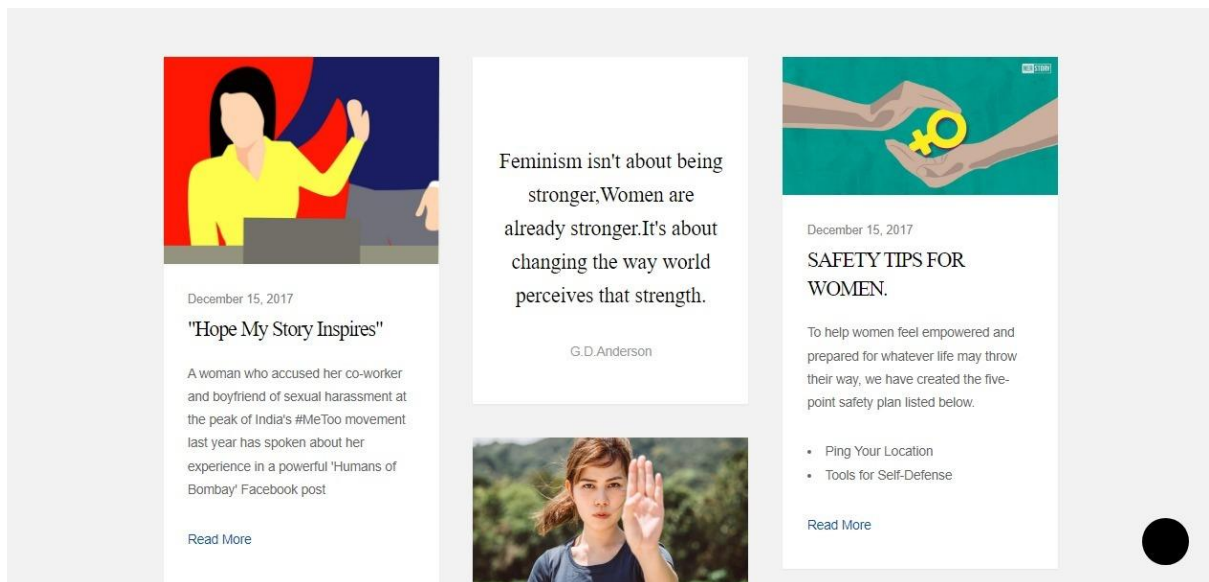 December 15, 2017
"Hope My Story Inspires"
A woman who accused her co-worker
and boyfriend of sexual harassment at
the peak of India's #MeToo movement
last year has spoken about her
experience in a powerful 'Humans of
Bombay' Facebook post
Read More
Feminism isn't about being
stronger,Women are
already stronger.It's about
changing the way world
perceives that strength.
G.D.Anderson
December 15, 2017
SAFETY TIPS FOR
WOMEN.
To help women feel empowered and
prepared for whatever life may throw
their way, we have created the five-
point safety plan listed below.
• Ping Your Location
• Tools for Self-Defense
Read More